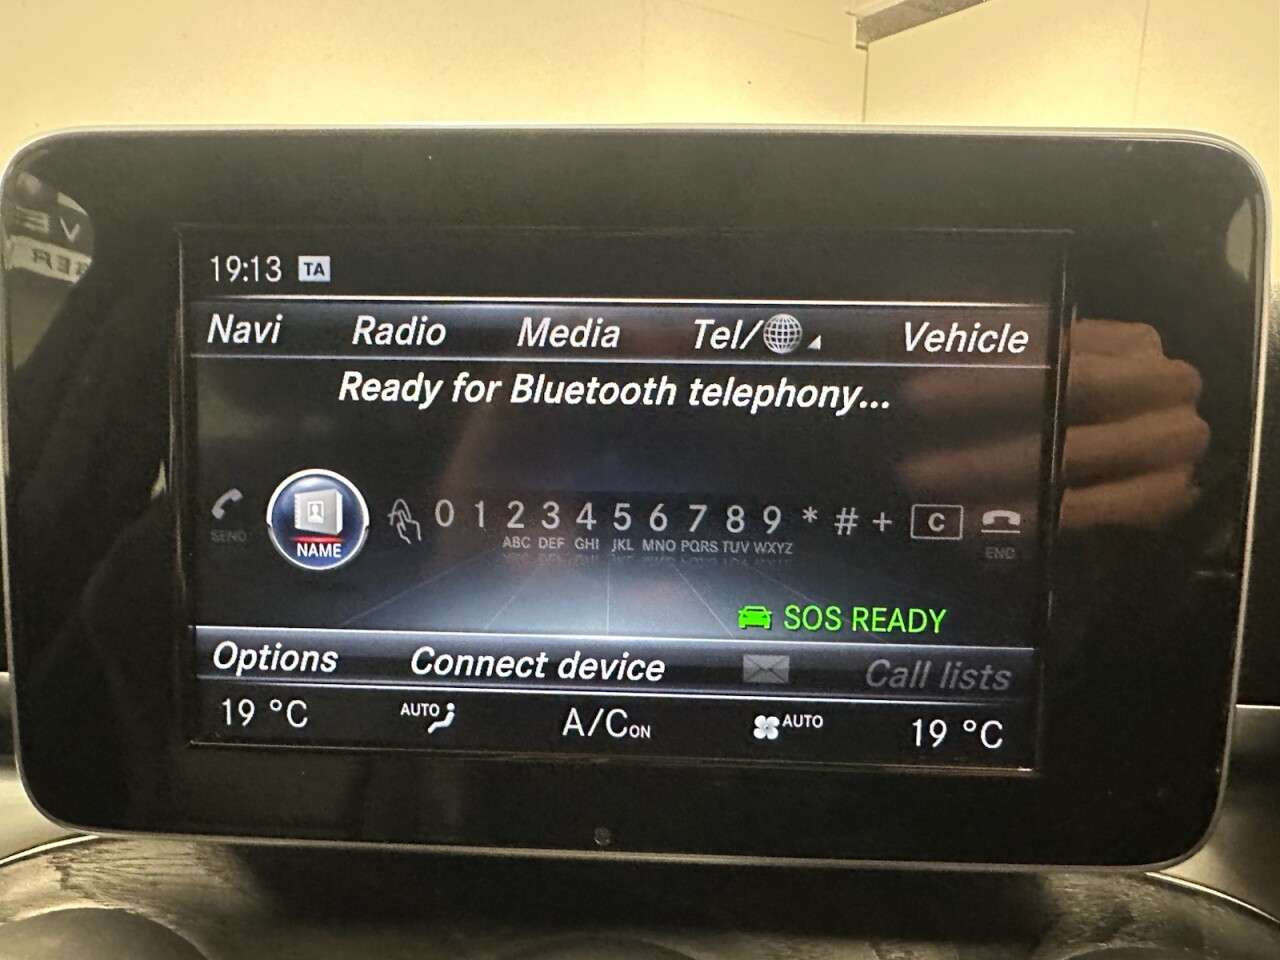 19:13 TA
Navi Radio Media Tel/ Vehicle
Ready for Bluetooth telephony...
SEND NAME 0 1 2 3 4 5 6 7 8 9 * # + C END
ABC DEF GHI JKL MNO PQRS TUV WXYZ
SOS READY
Options Connect device Call lists
19 °C AUTO A/C ON AUTO 19 °C